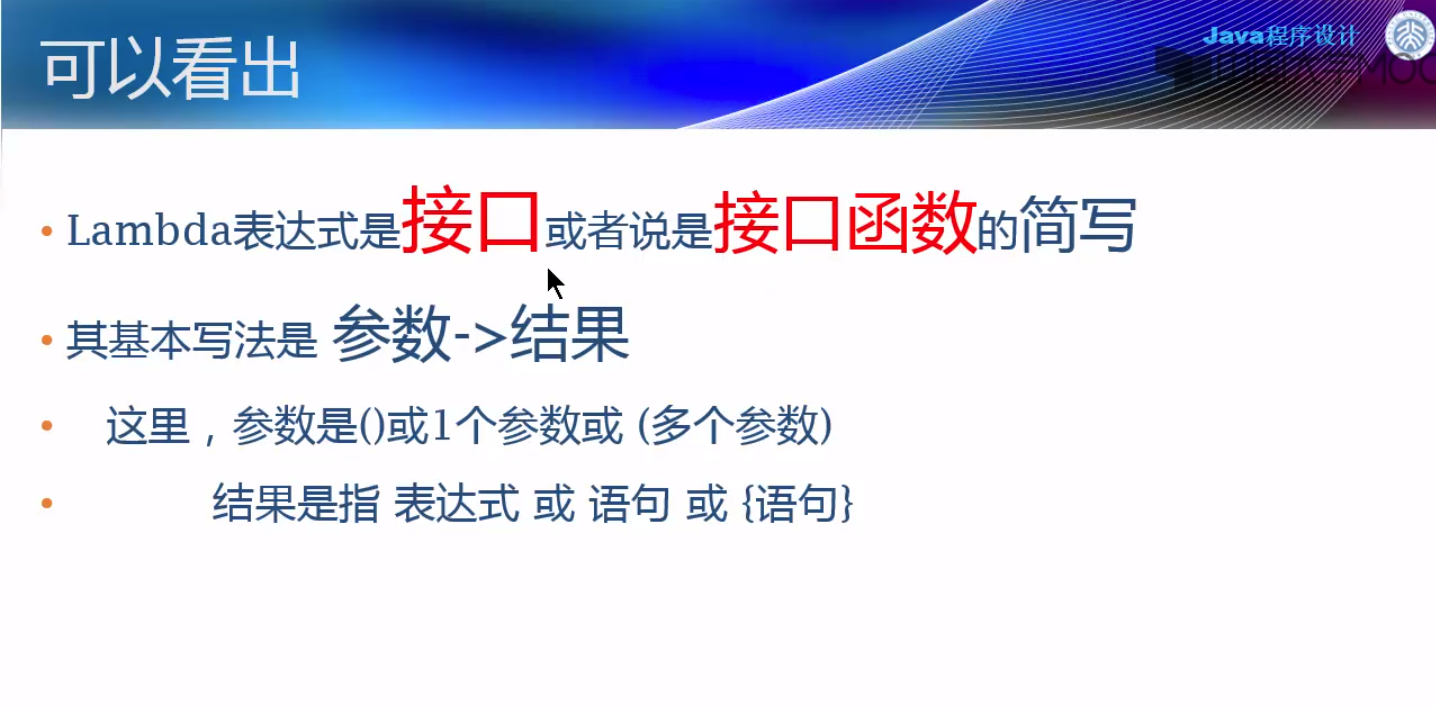 可以看出
Java程序设计
Lambda表达式是接口或者说是接口函数的简写
其基本写法是 参数->结果
这里，参数是()或1个参数或 (多个参数)
结果是指 表达式 或 语句 或 {语句}